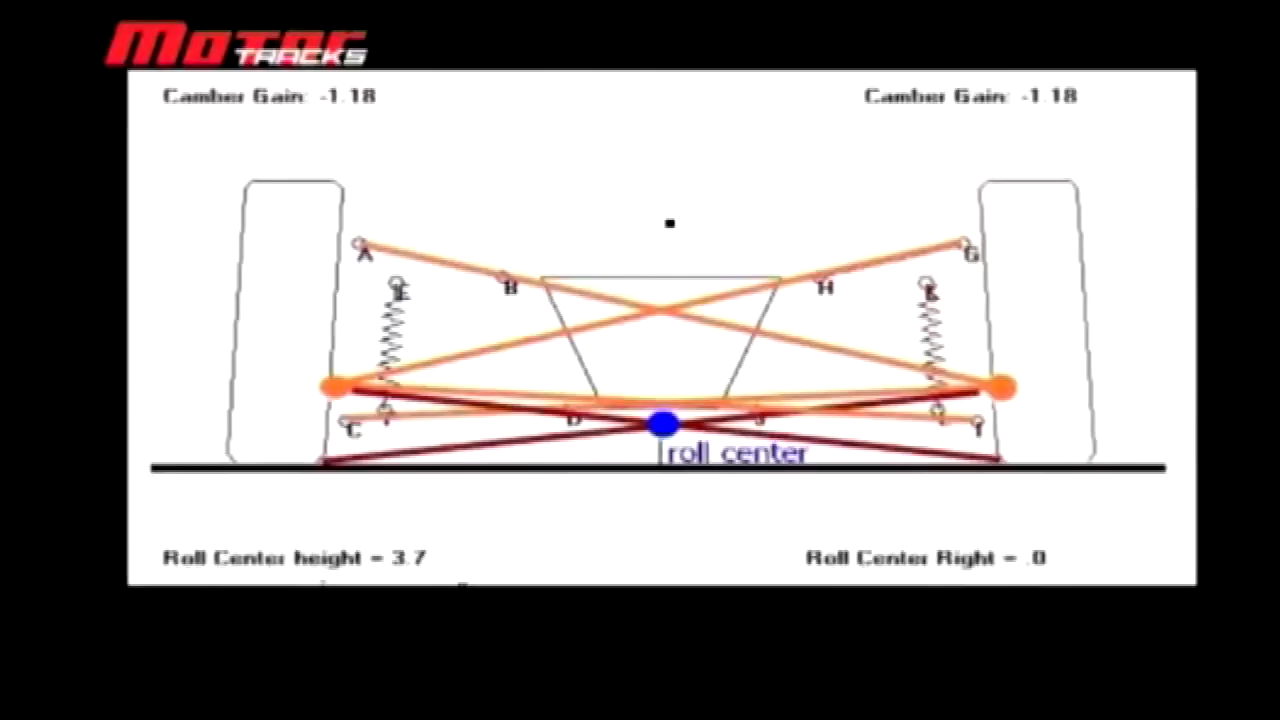 MOTOR
TRACKS
Camber Gain: -1.18
Camber Gain: -1.18
A
G
E
B
H
C
D
J
I
roll center
Roll Center height = 3.7
Roll Center Right = .0